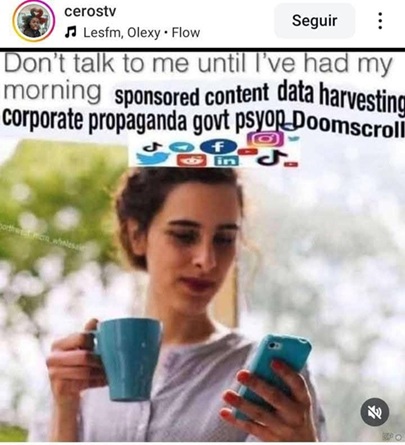 cerostv
Lesfm, Olexy • Flow
Seguir
Don't talk to me until I've had my
morning sponsored content data harvesting
corporate propaganda govt psyop Doomscroll
in